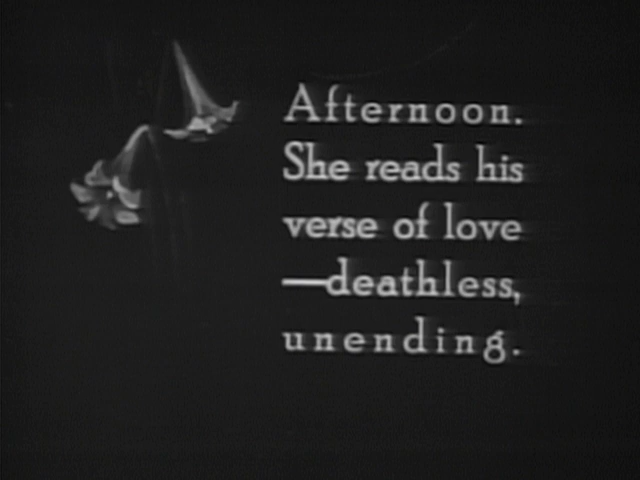 Afternoon.
She reads his
verse of love
—deathless,
unending.